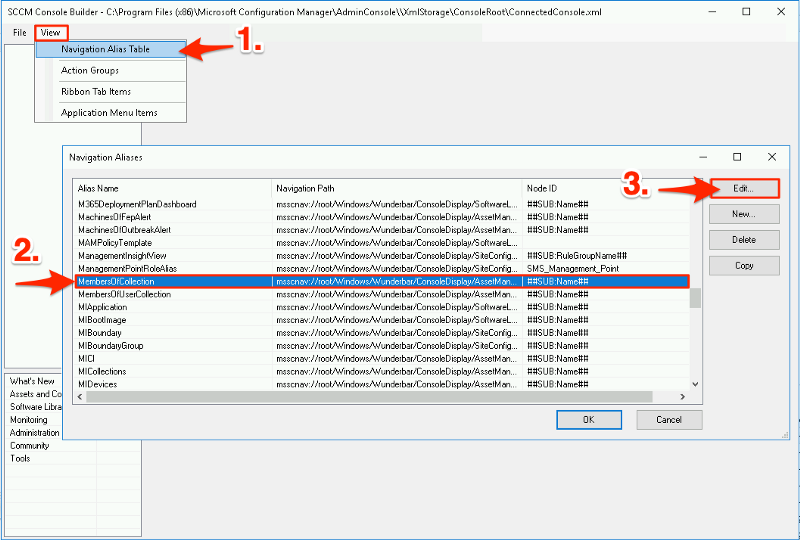 SCCM Console Builder - C:\Program Files (x86)\Microsoft Configuration Manager\AdminConsole\\XmlStorage\ConsoleRoot\ConnectedConsole.xml
File View
1.
Navigation Alias Table
Action Groups
Ribbon Tab Items
Application Menu Items
Navigation Aliases
Alias Name Navigation Path Node ID
M365DeploymentPlanDashboard msscnav://root/Windows/Wunderbar/ConsoleDisplay/SoftwareL... ##SUB:Name##
MachinesOfFepAlert msscnav://root/Windows/Wunderbar/ConsoleDisplay/AssetMan... ##SUB:Name##
MachinesOfOutbreakAlert msscnav://root/Windows/Wunderbar/ConsoleDisplay/AssetMan... ##SUB:Name##
MAMPolicyTemplate msscnav://root/Windows/Wunderbar/ConsoleDisplay/SoftwareL...
ManagementInsightView msscnav://root/Windows/Wunderbar/ConsoleDisplay/SiteConfig... ##SUB:RuleGroupName##
ManagementPointRoleAlias msscnav://root/Windows/Wunderbar/ConsoleDisplay/SiteConfig... SMS_Management_Point
MembersOfCollection msscnav://root/Windows/Wunderbar/ConsoleDisplay/AssetMan... ##SUB:Name##
MembersOfUserCollection msscnav://root/Windows/Wunderbar/ConsoleDisplay/AssetMan... ##SUB:Name##
MIApplication msscnav://root/Windows/Wunderbar/ConsoleDisplay/SoftwareL... ##SUB:Name##
MIBootImage msscnav://root/Windows/Wunderbar/ConsoleDisplay/SoftwareL... ##SUB:Name##
MIBoundary msscnav://root/Windows/Wunderbar/ConsoleDisplay/SiteConfig... ##SUB:Name##
MIBoundaryGroup msscnav://root/Windows/Wunderbar/ConsoleDisplay/SiteConfig... ##SUB:Name##
MICI msscnav://root/Windows/Wunderbar/ConsoleDisplay/AssetMan... ##SUB:Name##
MICollections msscnav://root/Windows/Wunderbar/ConsoleDisplay/AssetMan... ##SUB:Name##
MIDevices msscnav://root/Windows/Wunderbar/ConsoleDisplay/AssetMan... ##SUB:Name##
2.
3.
Edit...
New...
Delete
Copy
OK Cancel
What's New
Assets and Co
Software Libra
Monitoring
Administration
Community
Tools